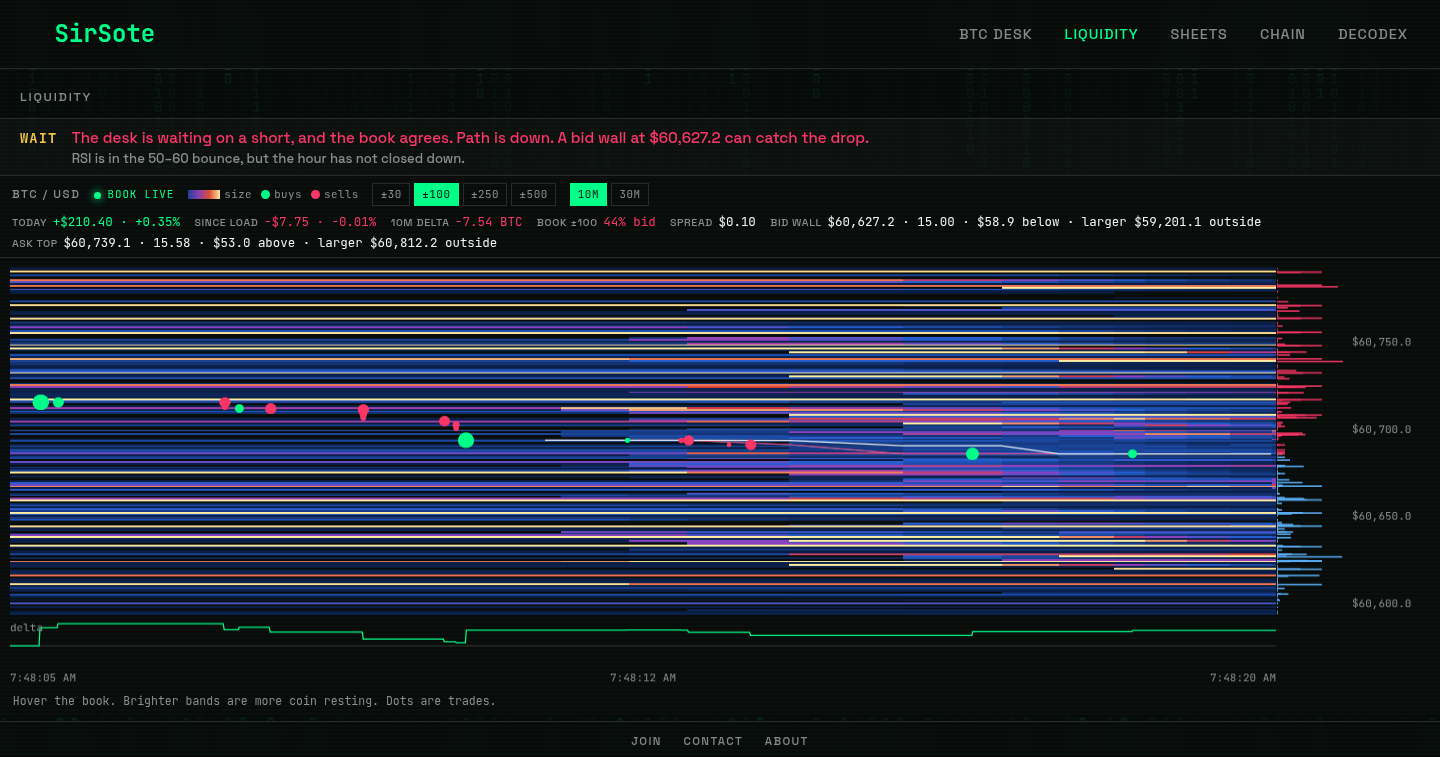 SirSote
BTC DESK LIQUIDITY SHEETS CHAIN DECODEX
LIQUIDITY
WAIT The desk is waiting on a short, and the book agrees. Path is down. A bid wall at $60,627.2 can catch the drop.
RSI is in the 50–60 bounce, but the hour has not closed down.
BTC / USD BOOK LIVE size buys sells ±30 ±100 ±250 ±500 10M 30M
TODAY +$210.40 · +0.35% SINCE LOAD -$7.75 · -0.01% 10M DELTA -7.54 BTC BOOK ±100 44% bid SPREAD $0.10 BID WALL $60,627.2 · 15.00 · $58.9 below · larger $59,201.1 outside
ASK TOP $60,739.1 · 15.58 · $53.0 above · larger $60,812.2 outside
$60,750.0
$60,700.0
$60,650.0
$60,600.0
delta
7:48:05 AM 7:48:12 AM 7:48:20 AM
Hover the book. Brighter bands are more coin resting. Dots are trades.
JOIN CONTACT ABOUT